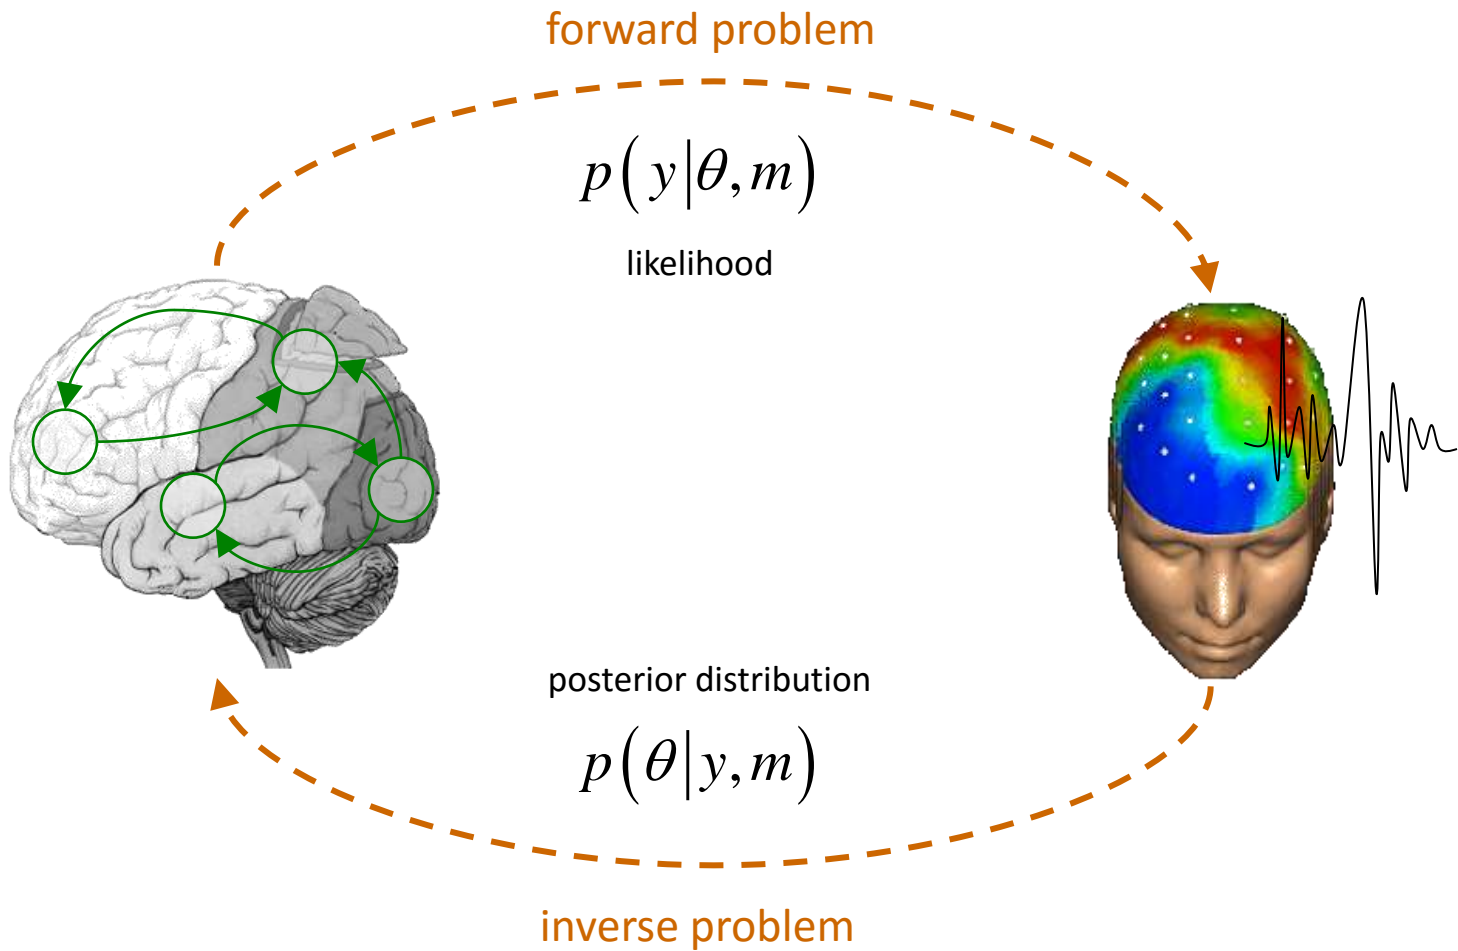 forward problem
p(y|θ,m)
likelihood
posterior distribution
p(θ|y,m)
inverse problem